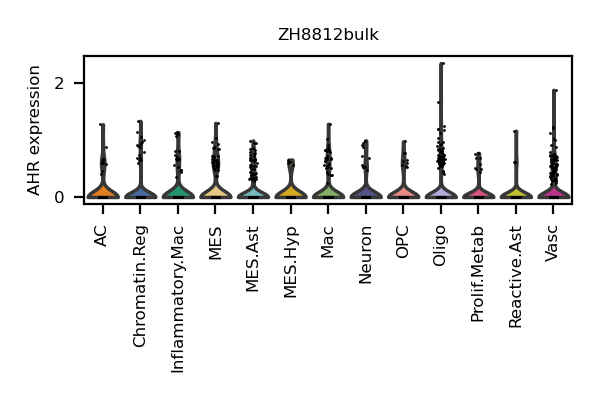 ZH8812bulk
AHR expression
2
0
AC
Chromatin.Reg
Inflammatory.Mac
MES
MES.Ast
MES.Hyp
Mac
Neuron
OPC
Oligo
Prolif.Metab
Reactive.Ast
Vasc